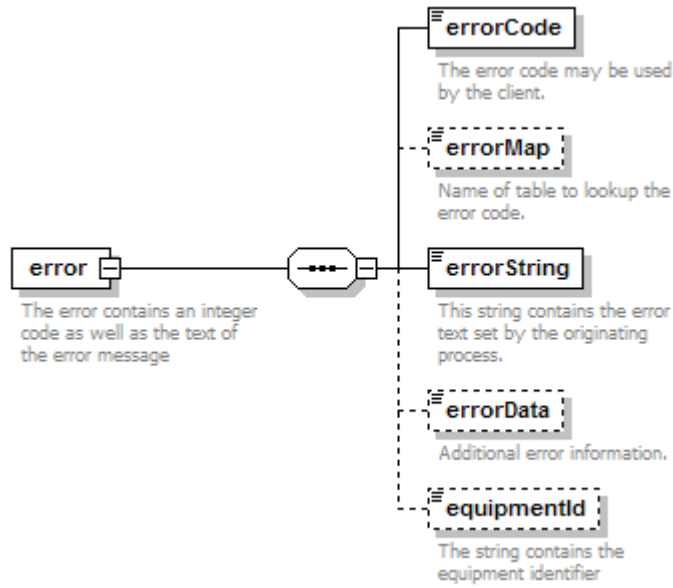 errorCode
The error code may be used
by the client.
errorMap
Name of table to lookup the
error code.
error
The error contains an integer
code as well as the text of
the error message
errorString
This string contains the error
text set by the originating
process.
errorData
Additional error information.
equipmentId
The string contains the
equipment identifier